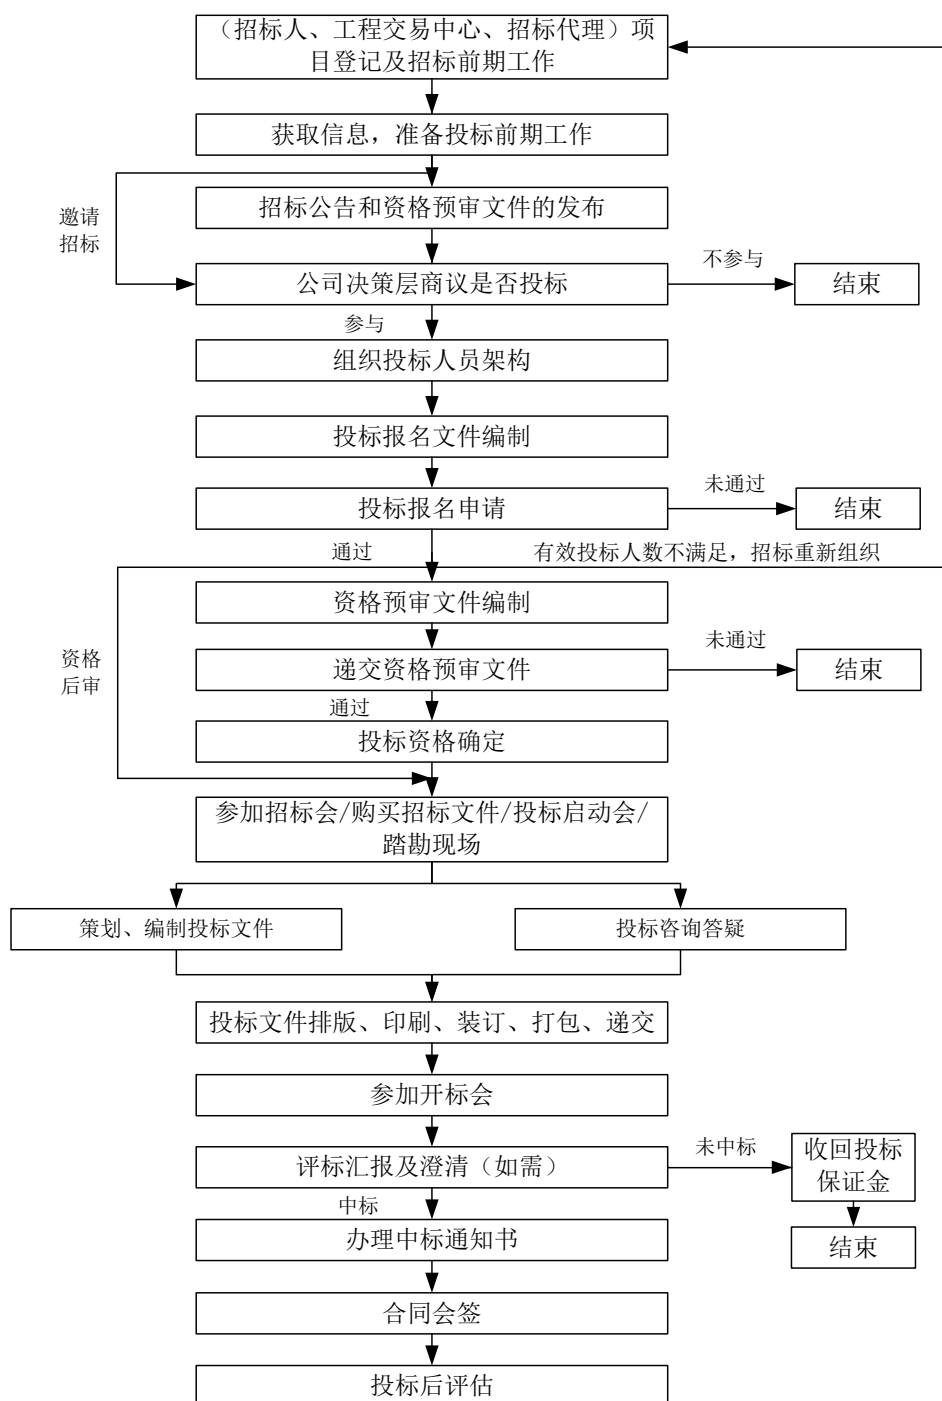 （招标人、工程交易中心、招标代理）项
目登记及招标前期工作
获取信息，准备投标前期工作
邀请
招标
招标公告和资格预审文件的发布
公司决策层商议是否投标
不参与
结束
参与
组织投标人员架构
投标报名文件编制
投标报名申请
未通过
结束
通过
有效投标人数不满足，招标重新组织
资格预审文件编制
资格
后审
递交资格预审文件
未通过
结束
通过
投标资格确定
参加招标会/购买招标文件/投标启动会/
踏勘现场
策划、编制投标文件
投标咨询答疑
投标文件排版、印刷、装订、打包、递交
参加开标会
评标汇报及澄清（如需）
未中标
收回投标
保证金
结束
中标
办理中标通知书
合同会签
投标后评估